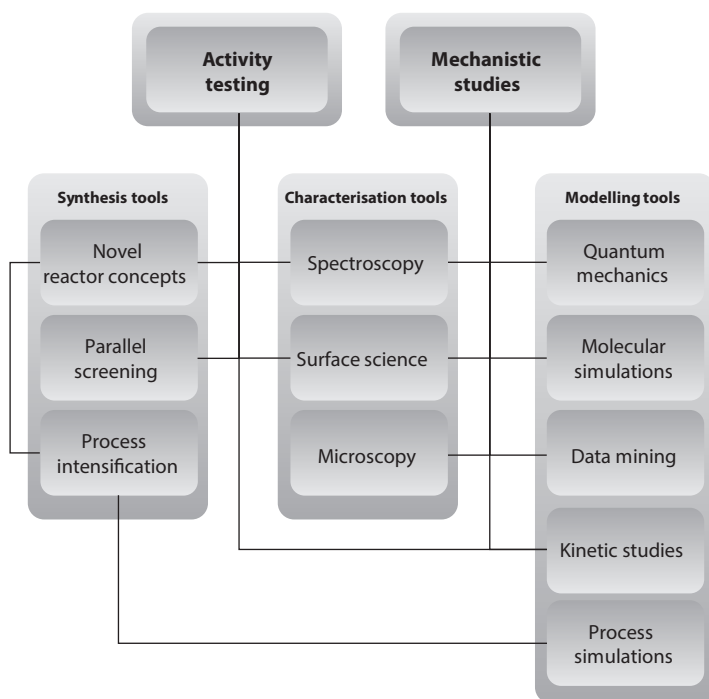 Activity
testing
Mechanistic
studies
Synthesis tools
Novel
reactor concepts
Parallel
screening
Process
intensification
Characterisation tools
Spectroscopy
Surface science
Microscopy
Modelling tools
Quantum
mechanics
Molecular
simulations
Data mining
Kinetic studies
Process
simulations